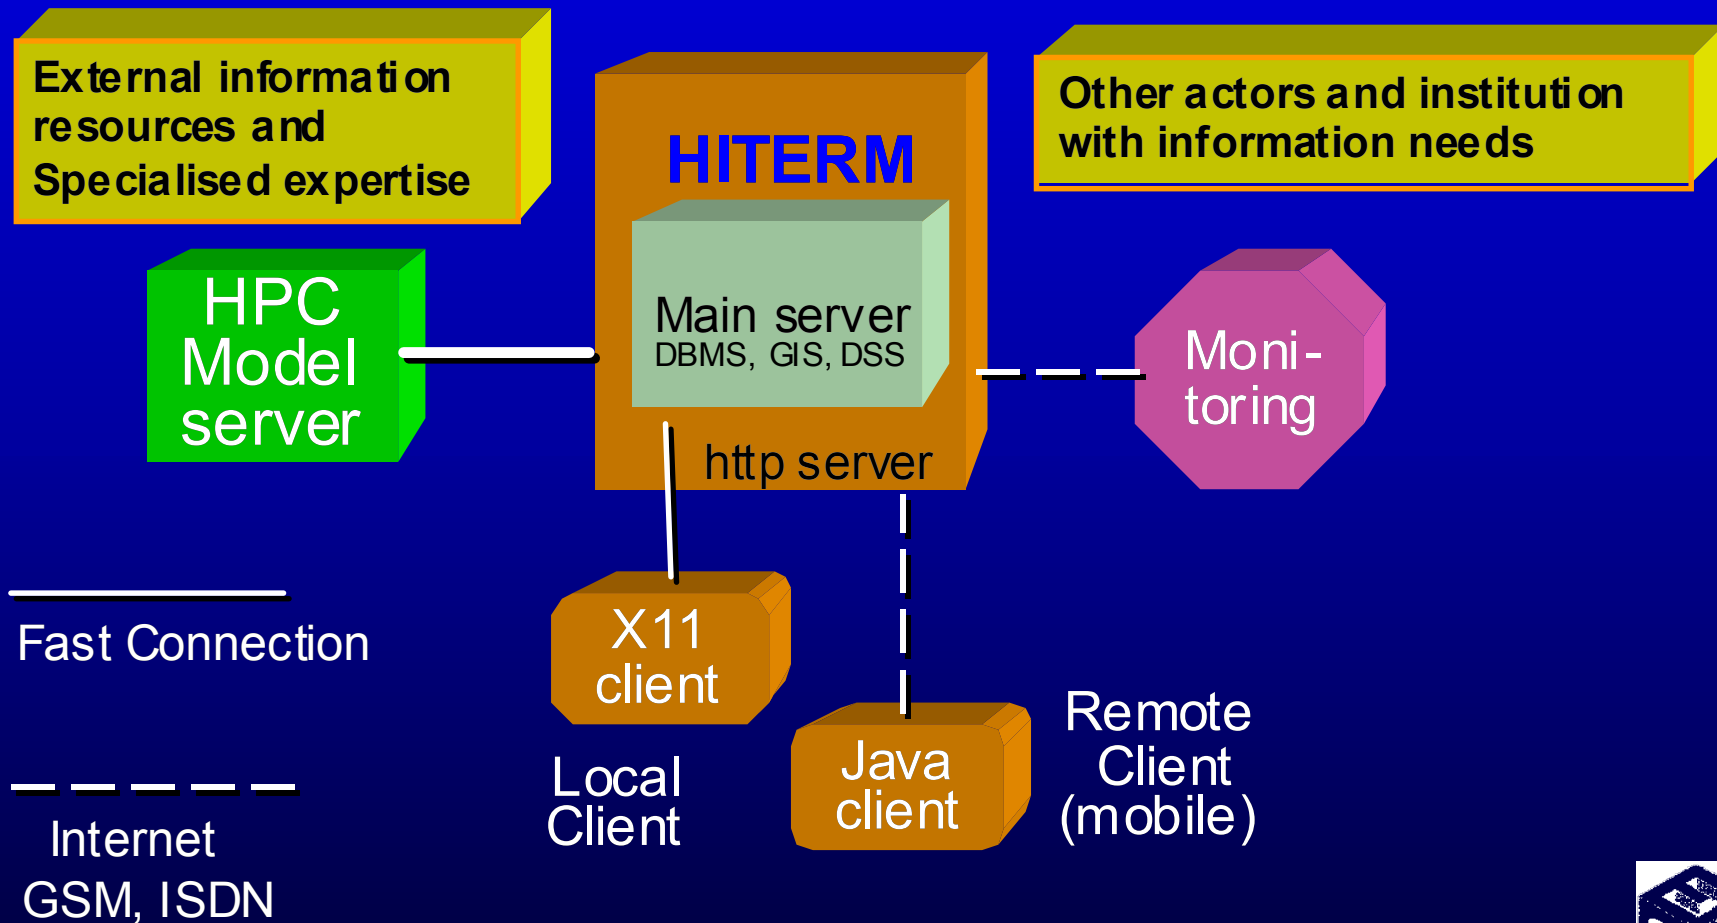 External information
resources and
Specialised expertise
HITERM
Other actors and institution
with information needs
HPC
Model
server
Main server
DBMS, GIS, DSS
Moni-
toring
http server
Fast Connection
X11
client
Local
Client
Java
client
Remote
Client
(mobile)
Internet
GSM, ISDN